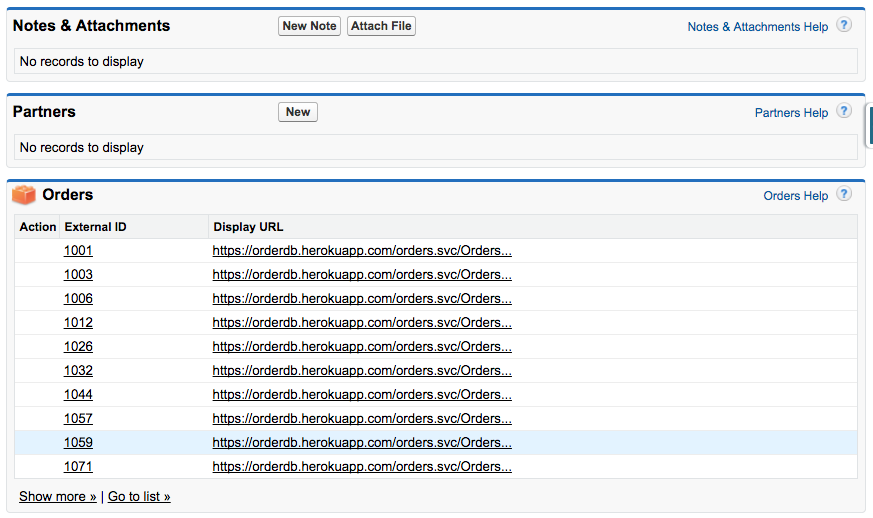 Notes & Attachments New Note Attach File Notes & Attachments Help ?
No records to display
Partners New Partners Help ?
No records to display
Orders Orders Help ?
Action External ID Display URL
1001 https://orderdb.herokuapp.com/orders.svc/Orders...
1003 https://orderdb.herokuapp.com/orders.svc/Orders...
1006 https://orderdb.herokuapp.com/orders.svc/Orders...
1012 https://orderdb.herokuapp.com/orders.svc/Orders...
1026 https://orderdb.herokuapp.com/orders.svc/Orders...
1032 https://orderdb.herokuapp.com/orders.svc/Orders...
1044 https://orderdb.herokuapp.com/orders.svc/Orders...
1057 https://orderdb.herokuapp.com/orders.svc/Orders...
1059 https://orderdb.herokuapp.com/orders.svc/Orders...
1071 https://orderdb.herokuapp.com/orders.svc/Orders...
Show more » | Go to list »